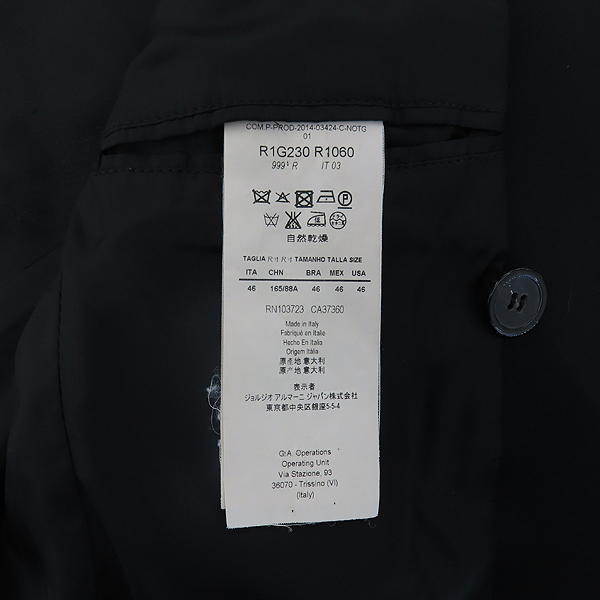 COM.P-PROD-2014-03424-C-NOTG
01
R1G230 R1060
999¹ R IT 03
自然乾燥
TAGLIA 尺寸 尺寸 TAMANHO TALLA SIZE
ITA CHN BRA MEX USA
46 165/88A 46 46 46
RN103723 CA37360
Made in Italy
Fabriqué en Italie
Hecho En Italia
Origem Itália
原產地 意大利
原产地 意大利
表示者
ジョルジオ アルマーニ ジャパン株式会社
東京都中央区銀座5-5-4
G.A. Operations
Operating Unit
Via Stazione, 93
36070 - Trissino (VI)
(Italy)